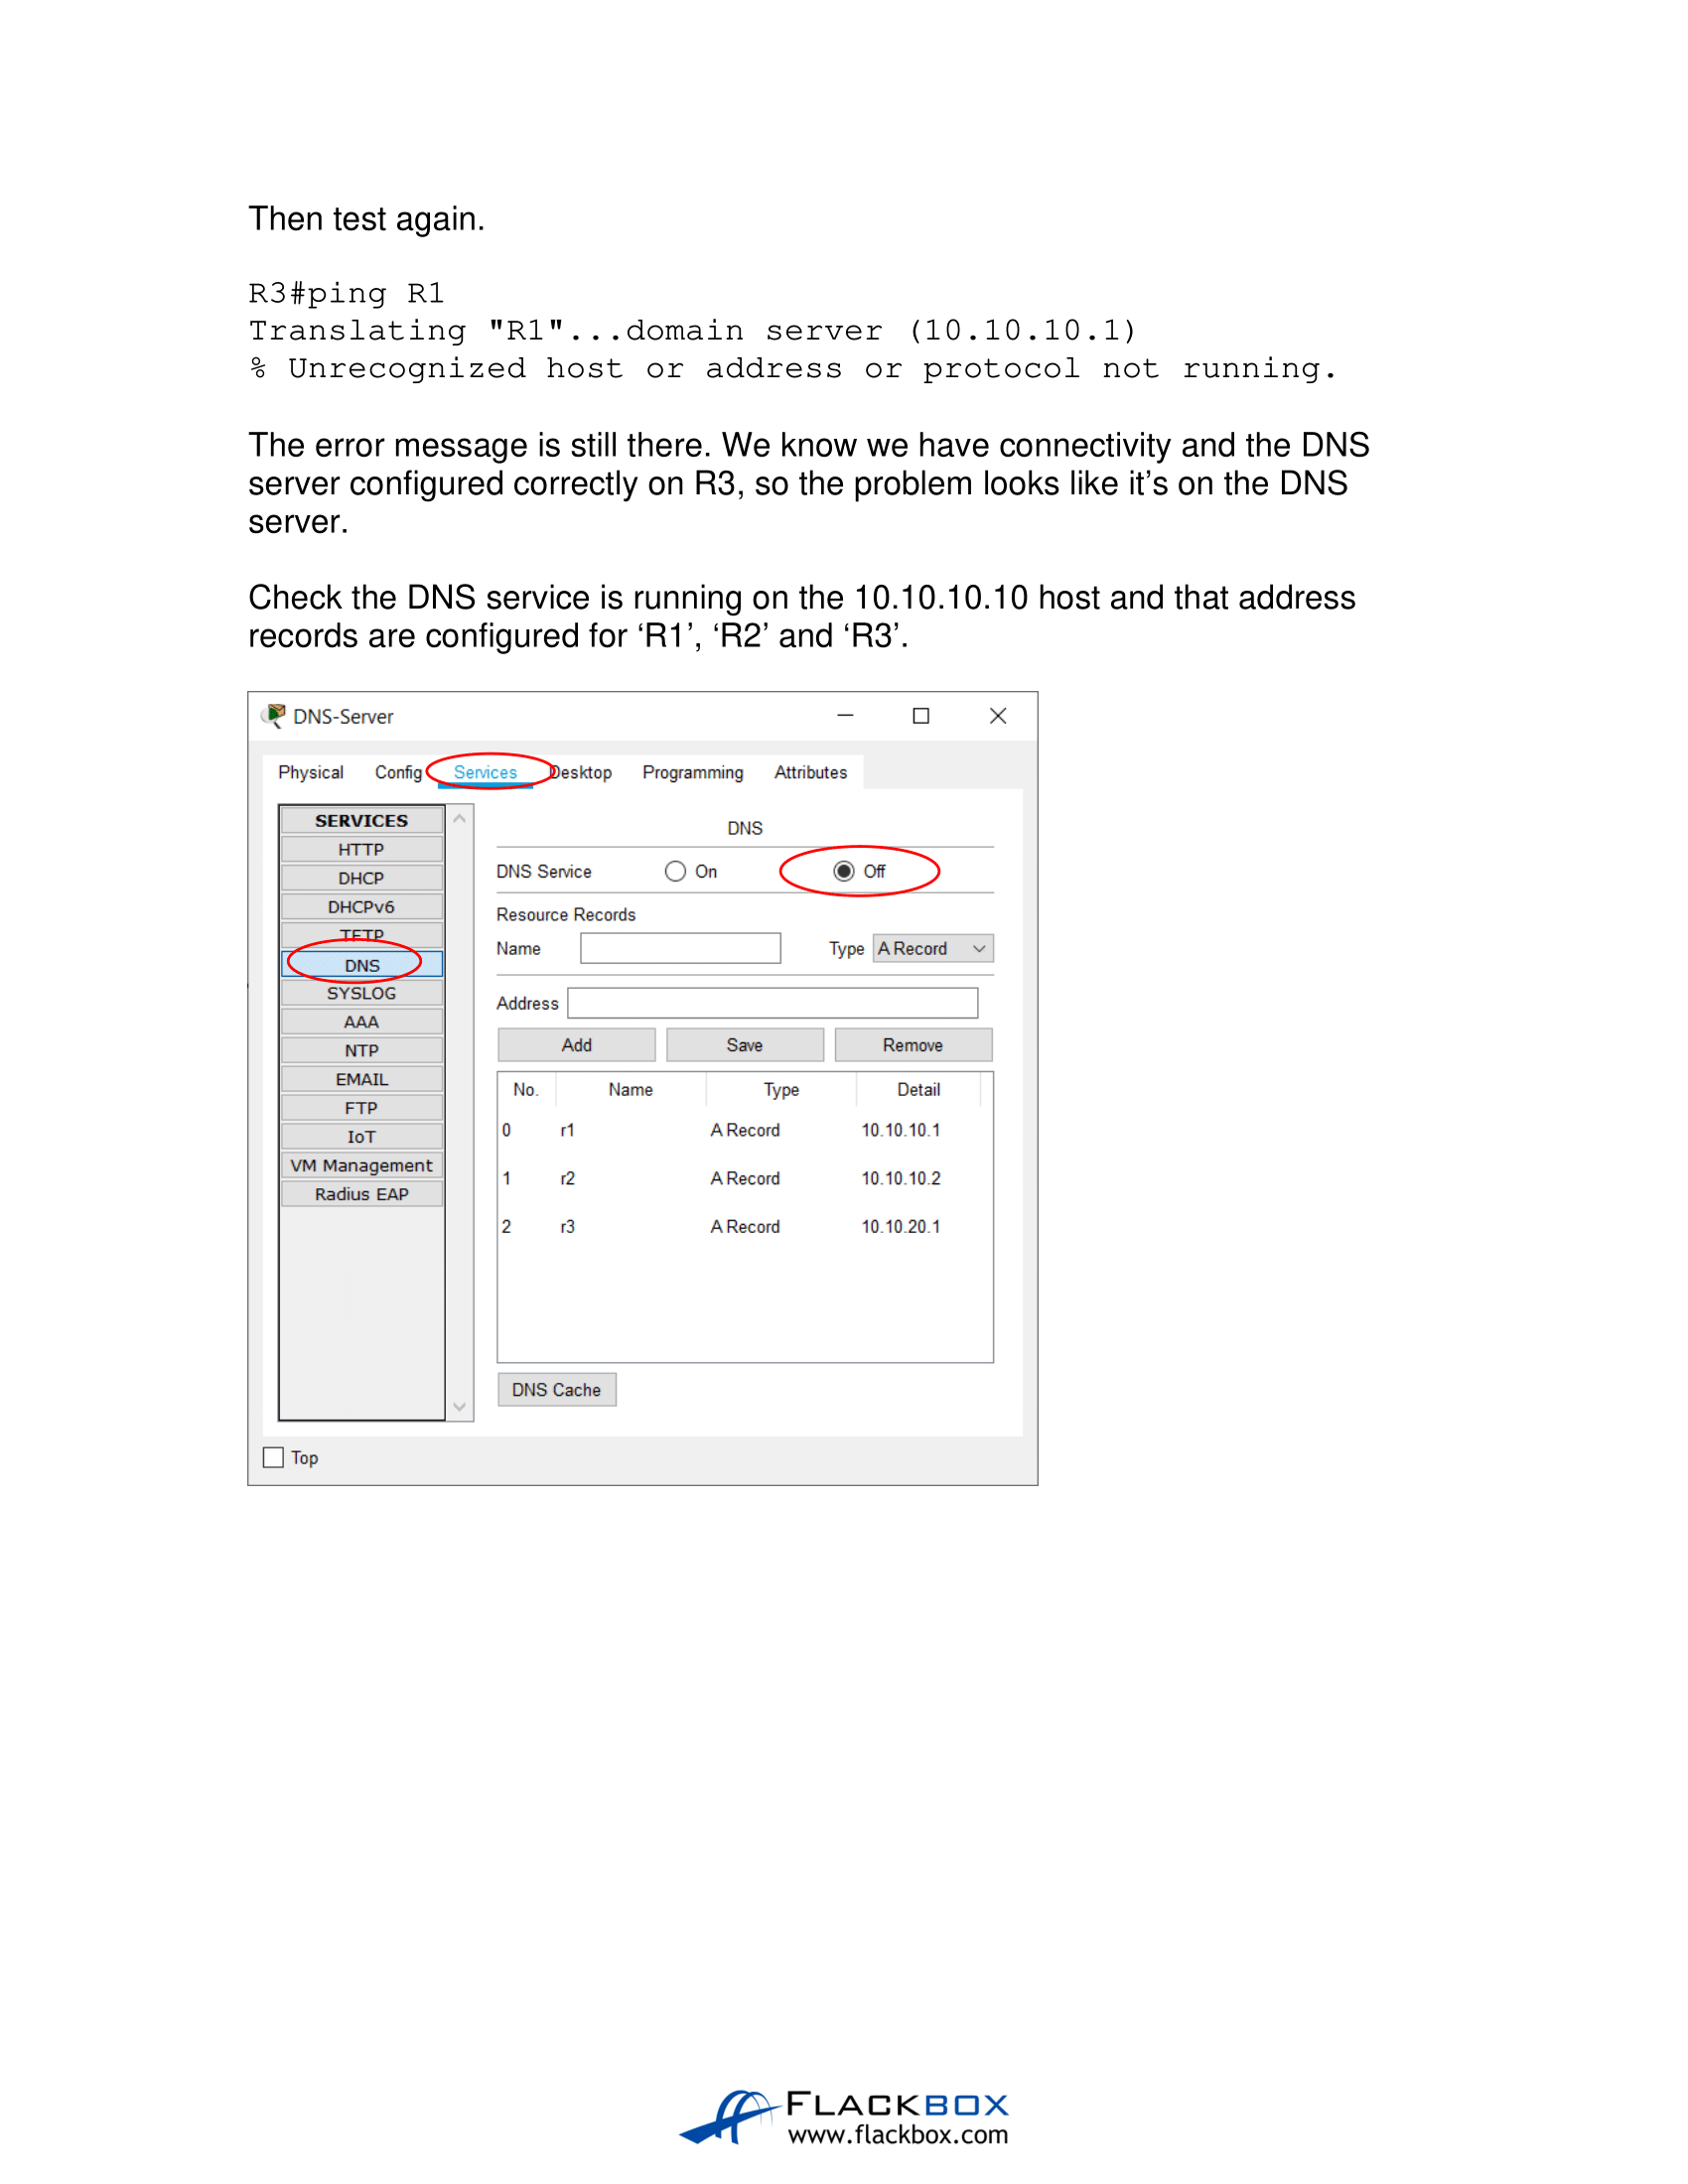 Then test again.
R3#ping R1
Translating "R1"...domain server (10.10.10.1)
% Unrecognized host or address or protocol not running.
The error message is still there. We know we have connectivity and the DNS
server configured correctly on R3, so the problem looks like it’s on the DNS
server.
Check the DNS service is running on the 10.10.10.10 host and that address
records are configured for ‘R1’, ‘R2’ and ‘R3’.
DNS-Server
Physical Config Services Desktop Programming Attributes
SERVICES
HTTP
DHCP
DHCPv6
TFTP
DNS
SYSLOG
AAA
NTP
EMAIL
FTP
IoT
VM Management
Radius EAP
DNS
DNS Service On Off
Resource Records
Name Type A Record
Address
Add Save Remove
No. Name Type Detail
0 r1 A Record 10.10.10.1
1 r2 A Record 10.10.10.2
2 r3 A Record 10.10.20.1
DNS Cache
Top
FLACKBOX
www.flackbox.com